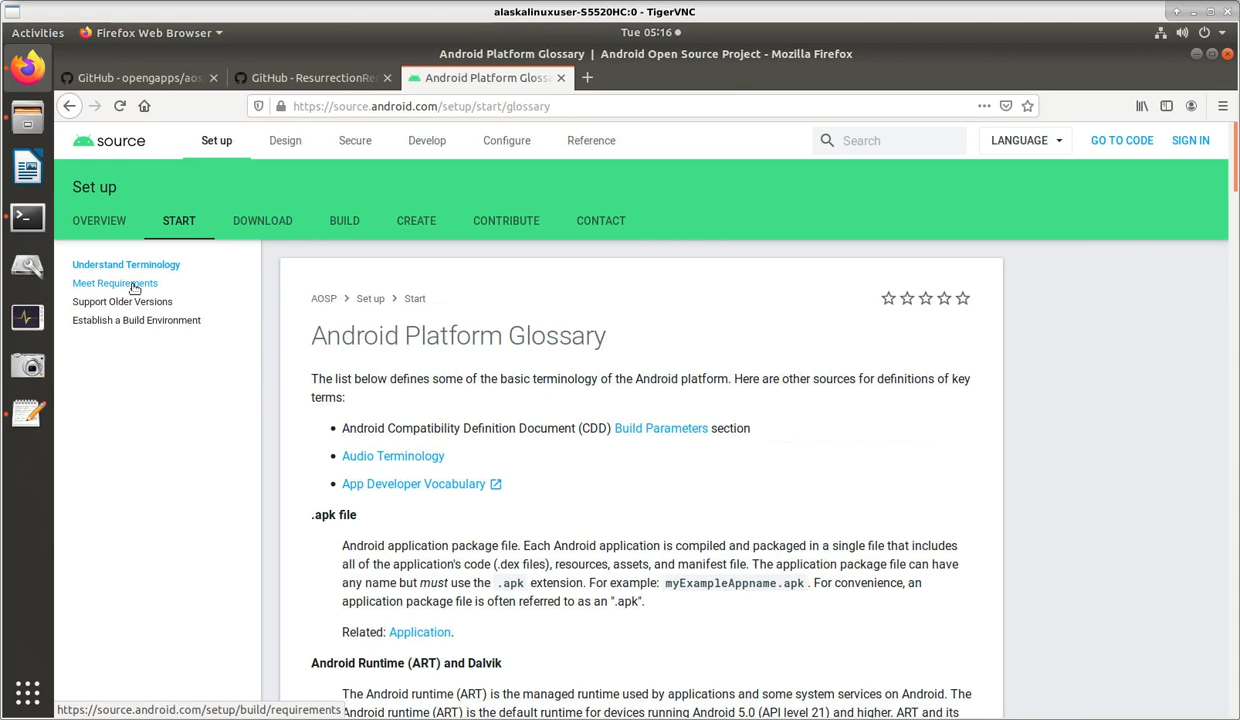 alaskalinuxuser-S5520HC:0 - TigerVNC
Activities
Firefox Web Browser
Tue 05:16
Android Platform Glossary | Android Open Source Project - Mozilla Firefox
GitHub - opengapps/aos
GitHub - ResurrectionRe
Android Platform Gloss
https://source.android.com/setup/start/glossary
source
Set up
Design
Secure
Develop
Configure
Reference
Search
LANGUAGE
GO TO CODE
SIGN IN
Set up
OVERVIEW
START
DOWNLOAD
BUILD
CREATE
CONTRIBUTE
CONTACT
Understand Terminology
Meet Requirements
Support Older Versions
Establish a Build Environment
AOSP > Set up > Start
Android Platform Glossary
The list below defines some of the basic terminology of the Android platform. Here are other sources for definitions of key
terms:
• Android Compatibility Definition Document (CDD) Build Parameters section
• Audio Terminology
• App Developer Vocabulary
.apk file
Android application package file. Each Android application is compiled and packaged in a single file that includes
all of the application's code (.dex files), resources, assets, and manifest file. The application package file can have
any name but must use the .apk extension. For example: myExampleAppname.apk. For convenience, an
application package file is often referred to as an ".apk".
Related: Application.
Android Runtime (ART) and Dalvik
The Android runtime (ART) is the managed runtime used by applications and some system services on Android. The
Android runtime (ART) is the default runtime for devices running Android 5.0 (API level 21) and higher. ART and its
https://source.android.com/setup/build/requirements